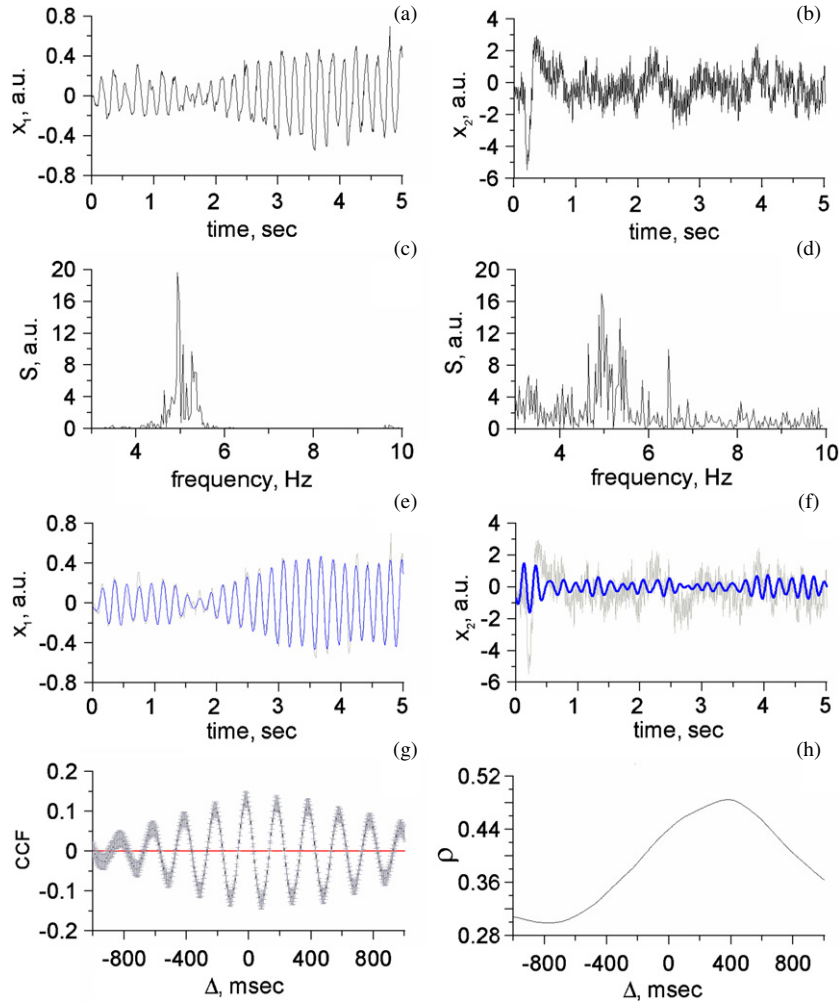 (a)
0.8
0.4
0
-0.4
-0.8
x1, a.u.
0 1 2 3 4 5
time, sec
(b)
4
2
0
-2
-4
-6
x2, a.u.
0 1 2 3 4 5
time, sec
(c)
20
16
12
8
4
0
S, a.u.
4 6 8 10
frequency, Hz
(d)
20
16
12
8
4
0
S, a.u.
4 6 8 10
frequency, Hz
(e)
0.8
0.4
0
-0.4
-0.8
x1, a.u.
0 1 2 3 4 5
time, sec
(f)
4
2
0
-2
-4
-6
x2, a.u.
0 1 2 3 4 5
time, sec
(g)
0.2
0.1
0
-0.1
-0.2
CCF
-800 -400 0 400 800
Δ, msec
(h)
0.52
0.44
0.36
0.28
ρ
-800 -400 0 400 800
Δ, msec